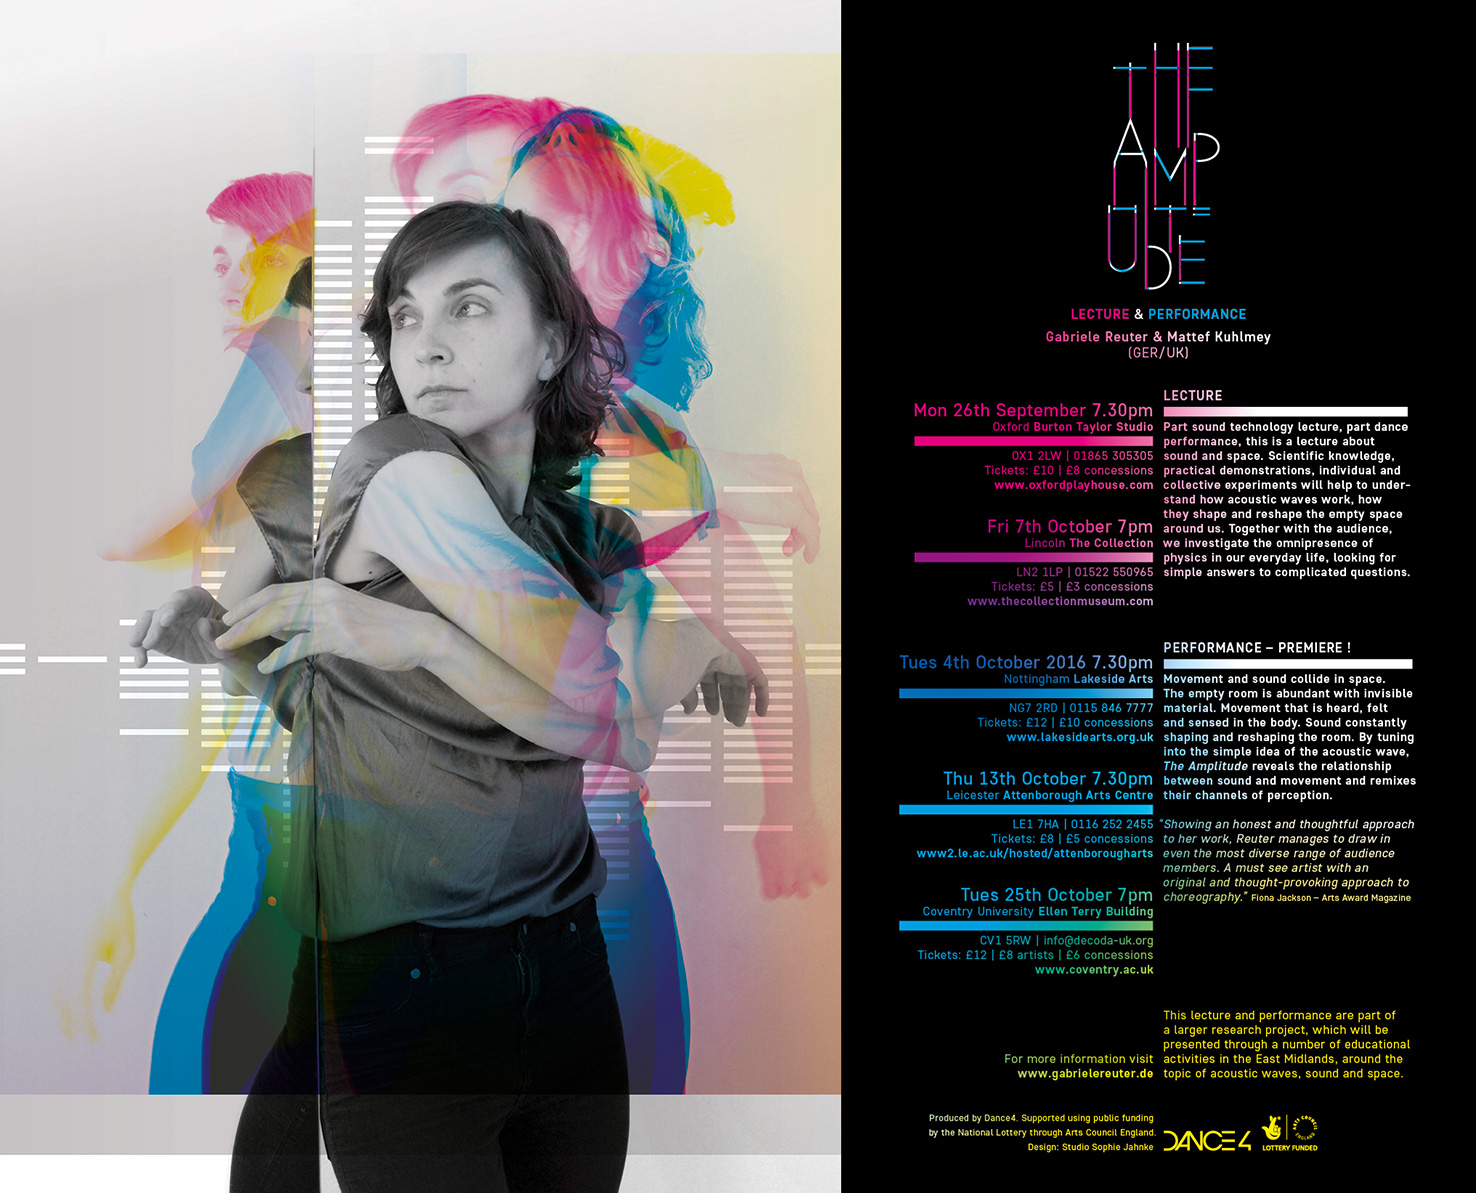 THE
AMP
LITUDE
LECTURE & PERFORMANCE
Gabriele Reuter & Mattef Kuhlmey
(GER/UK)
Mon 26th September 7.30pm
Oxford Burton Taylor Studio
OX1 2LW | 01865 305305
Tickets: £10 | £8 concessions
www.oxfordplayhouse.com
Fri 7th October 7pm
Lincoln The Collection
LN2 1LP | 01522 550965
Tickets: £5 | £3 concessions
www.thecollectionmuseum.com
LECTURE
Part sound technology lecture, part dance
performance, this is a lecture about
sound and space. Scientific knowledge,
practical demonstrations, individual and
collective experiments will help to under-
stand how acoustic waves work, how
they shape and reshape the empty space
around us. Together with the audience,
we investigate the omnipresence of
physics in our everyday life, looking for
simple answers to complicated questions.
Tues 4th October 2016 7.30pm
Nottingham Lakeside Arts
NG7 2RD | 0115 846 7777
Tickets: £12 | £10 concessions
www.lakesidearts.org.uk
Thu 13th October 7.30pm
Leicester Attenborough Arts Centre
LE1 7HA | 0116 252 2455
Tickets: £8 | £5 concessions
www2.le.ac.uk/hosted/attenborougharts
Tues 25th October 7pm
Coventry University Ellen Terry Building
CV1 5RW | info@decoda-uk.org
Tickets: £12 | £8 artists | £6 concessions
www.coventry.ac.uk
PERFORMANCE – PREMIERE !
Movement and sound collide in space.
The empty room is abundant with invisible
material. Movement that is heard, felt
and sensed in the body. Sound constantly
shaping and reshaping the room. By tuning
into the simple idea of the acoustic wave,
The Amplitude reveals the relationship
between sound and movement and remixes
their channels of perception.
"Showing an honest and thoughtful approach
to her work, Reuter manages to draw in
even the most diverse range of audience
members. A must see artist with an
original and thought-provoking approach to
choreography." Fiona Jackson – Arts Award Magazine
For more information visit
www.gabrielereuter.de
This lecture and performance are part of
a larger research project, which will be
presented through a number of educational
activities in the East Midlands, around the
topic of acoustic waves, sound and space.
Produced by Dance4. Supported using public funding
by the National Lottery through Arts Council England.
Design: Studio Sophie Jahnke
DANCE4
LOTTERY FUNDED
ARTS COUNCIL
ENGLAND